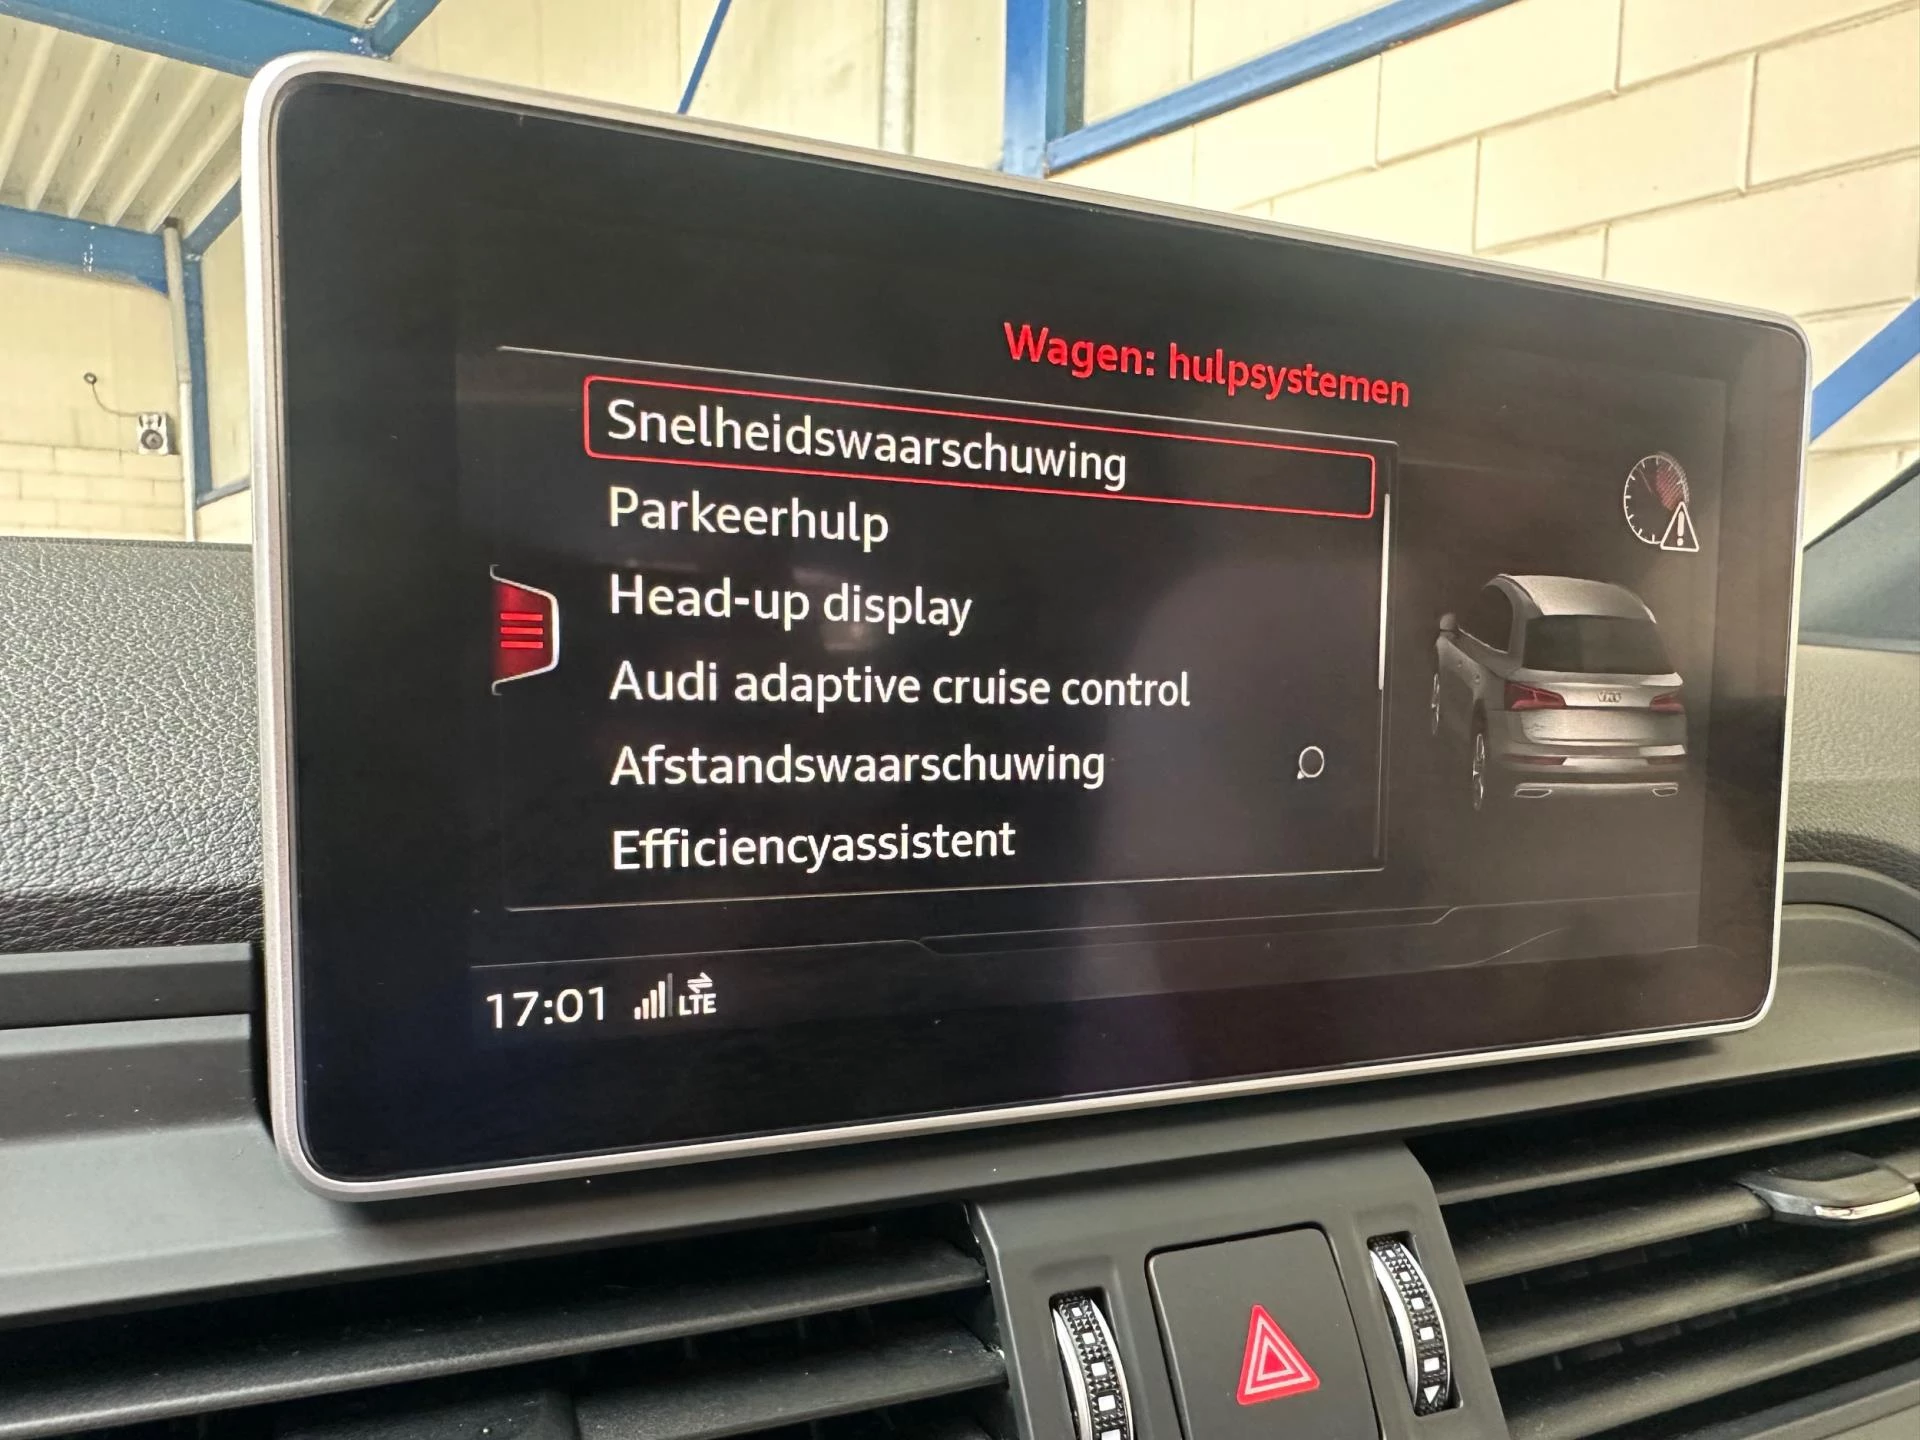 Wagen: hulpsystemen
Snelheidswaarschuwing
Parkeerhulp
Head-up display
Audi adaptive cruise control
Afstandswaarschuwing
Efficiencyassistent
17:01 LTE